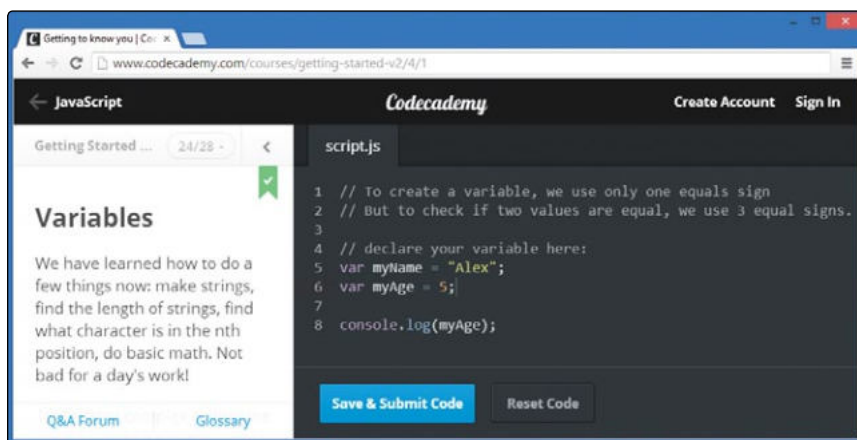 Getting to know you | Coc
www.codecademy.com/courses/getting-started-v2/4/1
← JavaScript
Codecademy
Create Account Sign In
Getting Started ... 24/28
script.js
Variables
We have learned how to do a
few things now: make strings,
find the length of strings, find
what character is in the nth
position, do basic math. Not
bad for a day's work!
Q&A Forum Glossary
1 // To create a variable, we use only one equals sign
2 // But to check if two values are equal, we use 3 equal signs.
3
4 // declare your variable here:
5 var myName = "Alex";
6 var myAge = 5;
7
8 console.log(myAge);
Save & Submit Code Reset Code